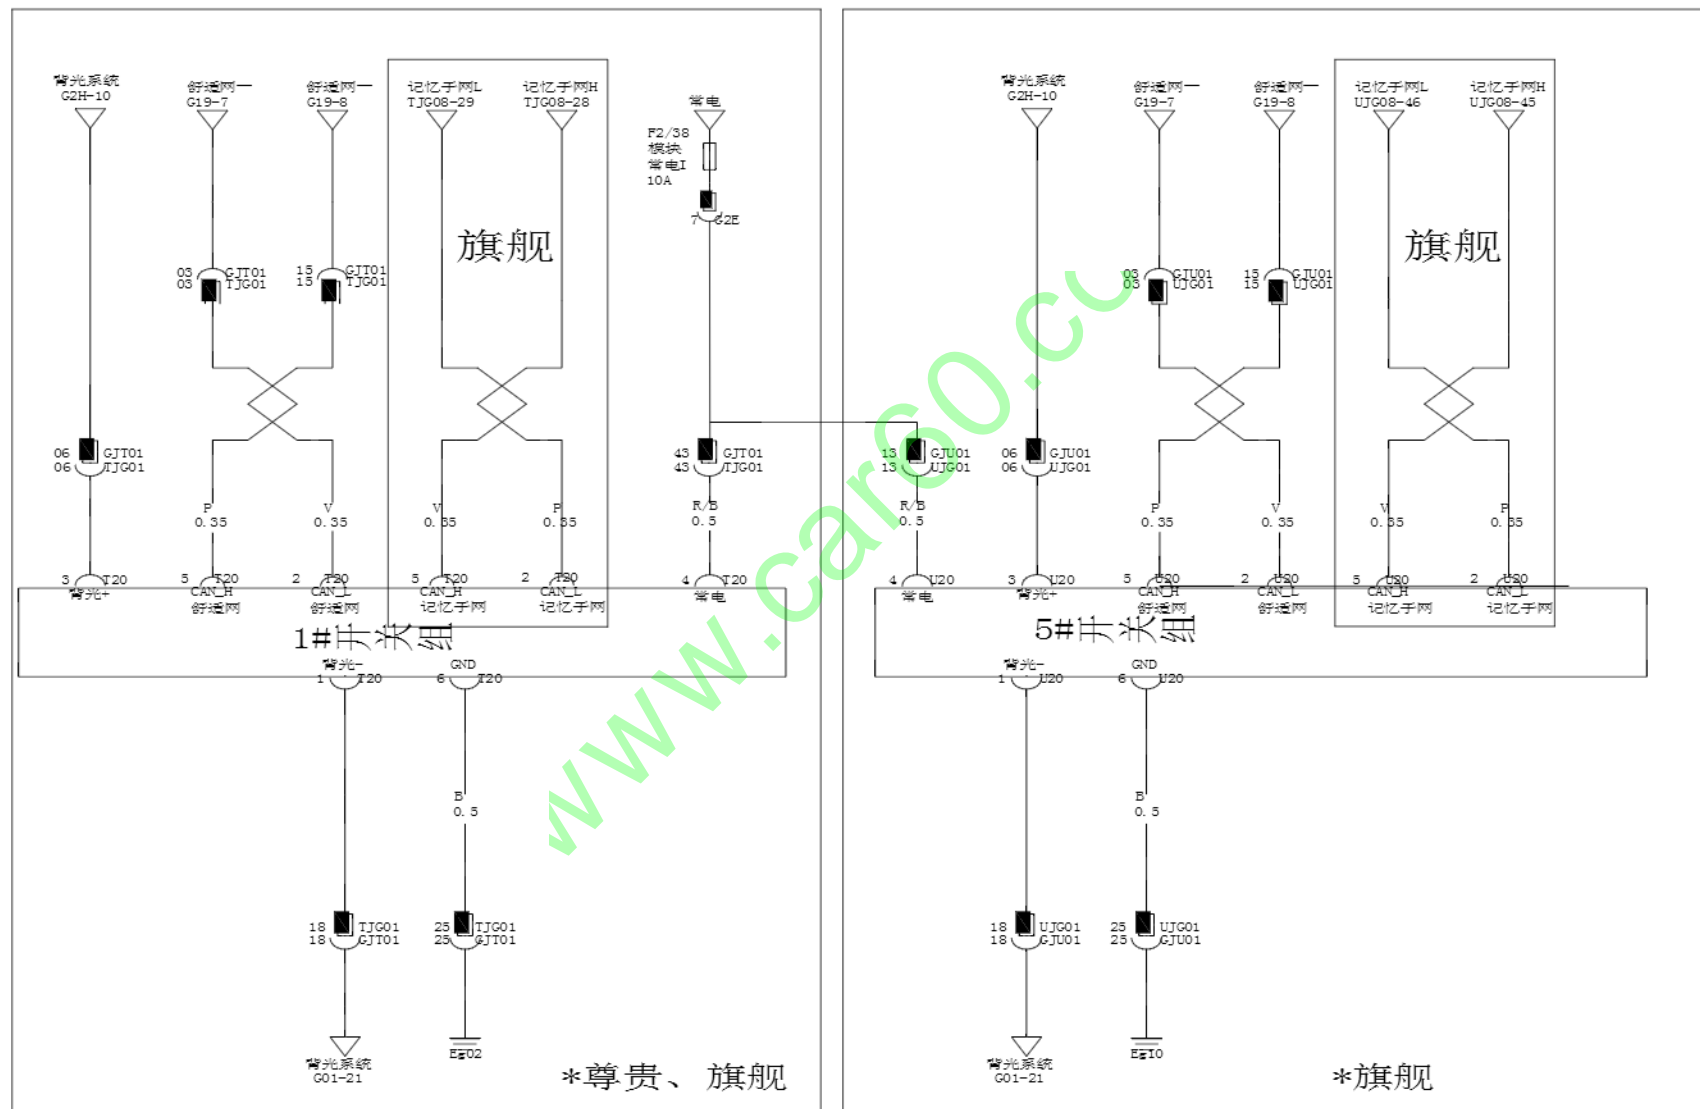 背光系统
G2H-10
舒适网一
G19-7
舒适网一
G19-8
记忆子网L
TJG08-29
记忆子网H
TJG08-28
常电
F2/38
模块
常电I
10A
7 G2E
旗舰
03 GJT01
03 TJG01
15 GJT01
15 TJG01
06 GJT01
06 TJG01
43 GJT01
43 TJG01
P
0.35
V
0.35
V
0.35
P
0.35
R/B
0.5
3 T20
背光+
5 T20
CAN_H
舒适网
2 T20
CAN_L
舒适网
5 T20
CAN_H
记忆子网
2 T20
CAN_L
记忆子网
4 T20
常电
1#开关组
背光-
1 T20
GND
6 T20
B
0.5
18 TJG01
18 GJT01
25 TJG01
25 GJT01
背光系统
G01-21
*尊贵、旗舰
背光系统
G2H-10
舒适网一
G19-7
舒适网一
G19-8
记忆子网L
UJG08-46
记忆子网H
UJG08-45
旗舰
03 GJU01
03 UJG01
15 GJU01
15 UJG01
13 GJU01
13 UJG01
06 GJU01
06 UJG01
R/B
0.5
P
0.35
V
0.35
V
0.35
P
0.35
4 U20
常电
3 U20
背光+
5 U20
CAN_H
舒适网
2 U20
CAN_L
舒适网
5 U20
CAN_H
记忆子网
2 U20
CAN_L
记忆子网
5#开关组
背光-
1 U20
GND
6 U20
B
0.5
18 UJG01
18 GJU01
25 UJG01
25 GJU01
背光系统
G01-21
*旗舰
www.car60.co